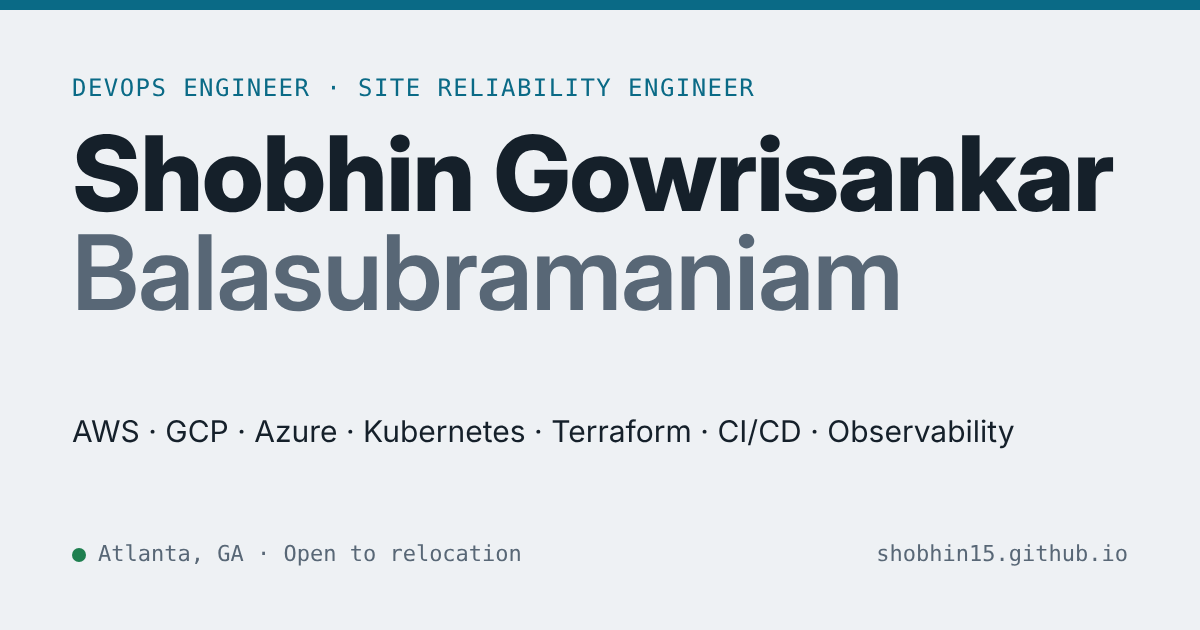 DEVOPS ENGINEER · SITE RELIABILITY ENGINEER
Shobhin Gowrisankar
Balasubramaniam
AWS · GCP · Azure · Kubernetes · Terraform · CI/CD · Observability
Atlanta, GA · Open to relocation
shobhin15.github.io